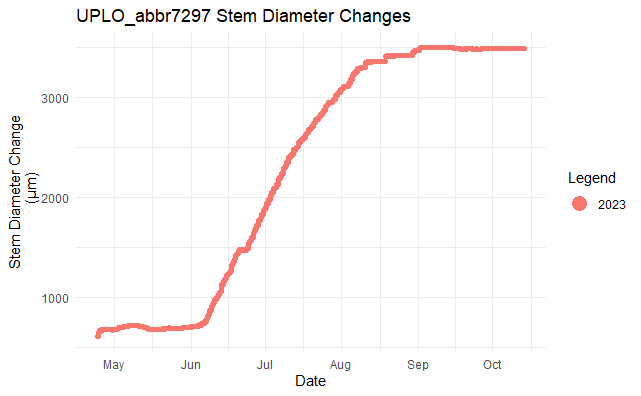 UPLO_abbr7297 Stem Diameter Changes
Stem Diameter Change
(µm)
3000
2000
1000
May Jun Jul Aug Sep Oct
Date
Legend
2023